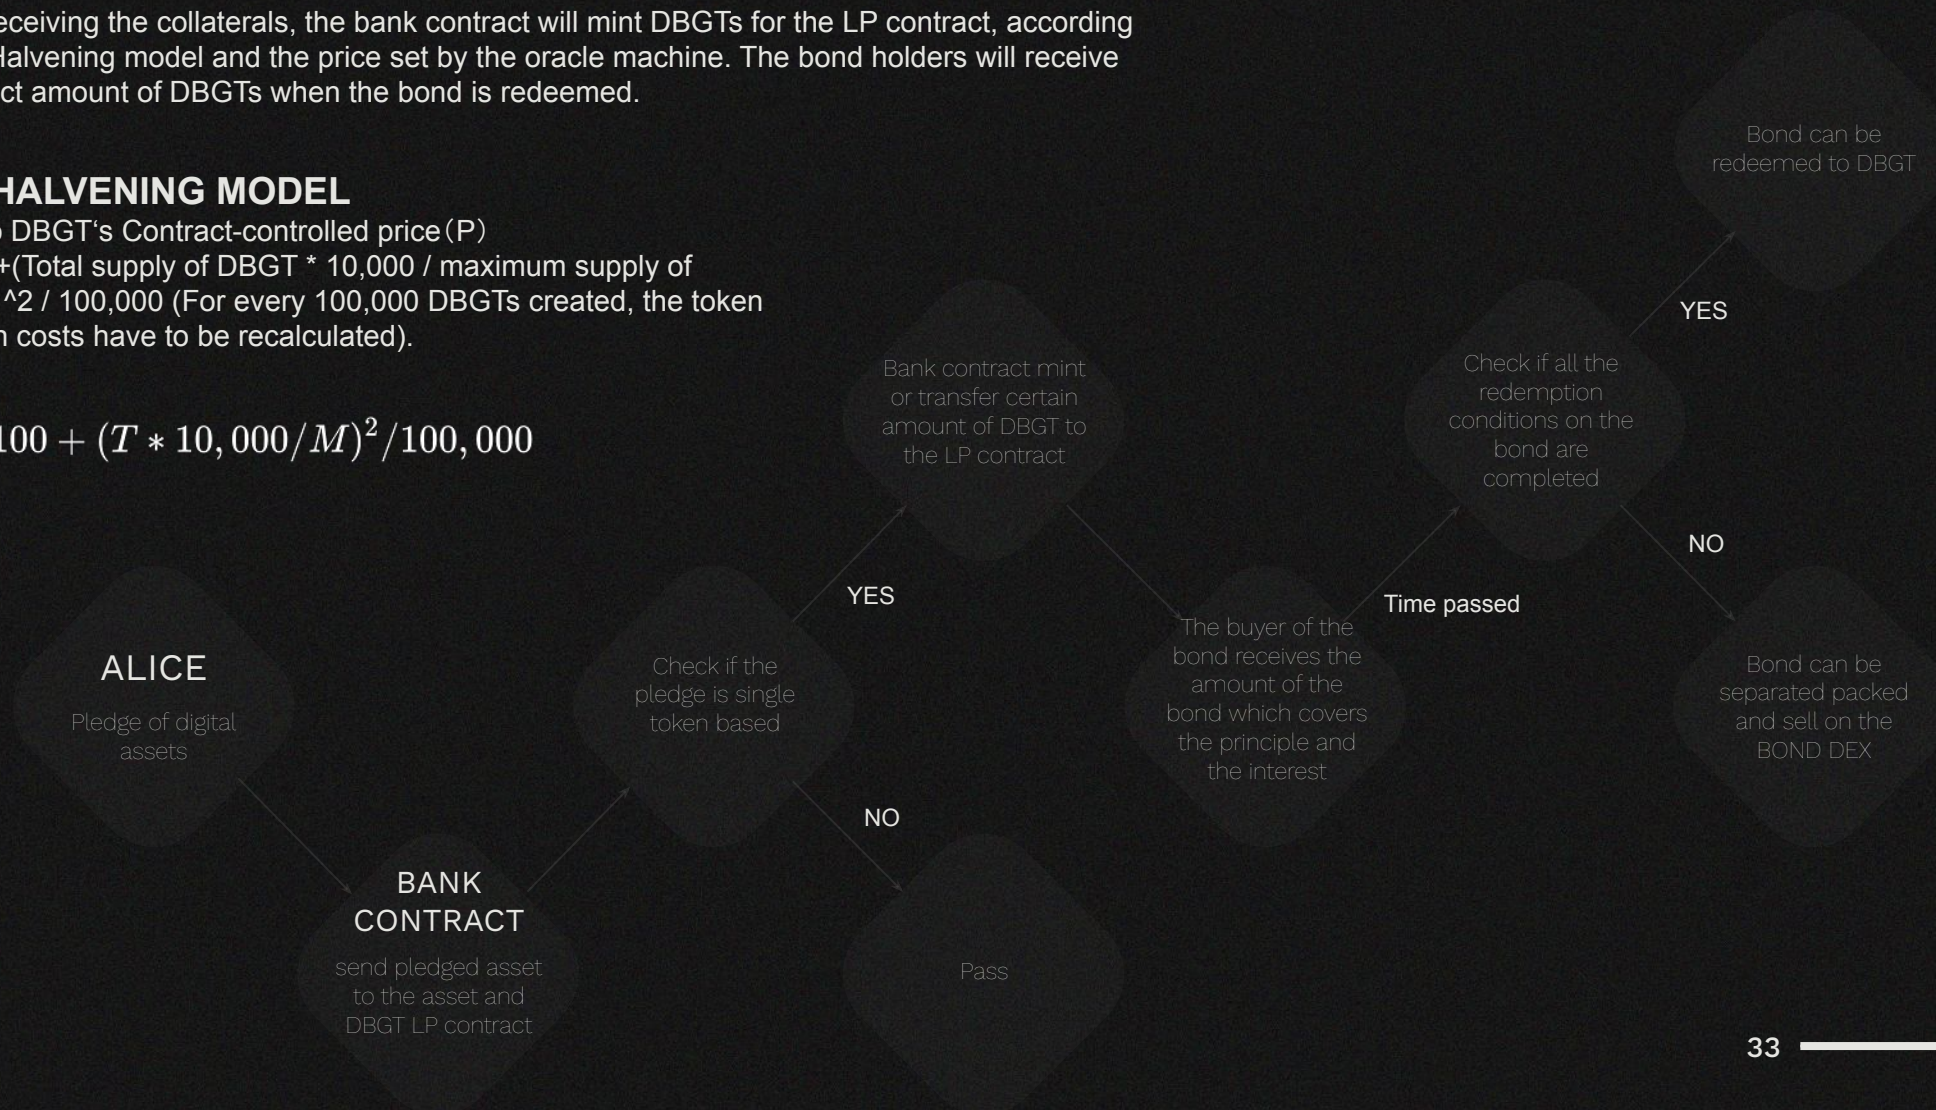 eceiving the collaterals, the bank contract will mint DBGTs for the LP contract, according
Halvening model and the price set by the oracle machine. The bond holders will receive
ct amount of DBGTs when the bond is redeemed.
HALVENING MODEL
DBGT‘s Contract-controlled price（P）
+(Total supply of DBGT * 10,000 / maximum supply of
^2 / 100,000 (For every 100,000 DBGTs created, the token
n costs have to be recalculated).
100 + (T * 10, 000/M)^2/100, 000
ALICE
Pledge of digital
assets
BANK
CONTRACT
send pledged asset
to the asset and
DBGT LP contract
Check if the
pledge is single
token based
YES
NO
Bank contract mint
or transfer certain
amount of DBGT to
the LP contract
Pass
The buyer of the
bond receives the
amount of the
bond which covers
the principle and
the interest
Time passed
Check if all the
redemption
conditions on the
bond are
completed
YES
NO
Bond can be
redeemed to DBGT
Bond can be
separated packed
and sell on the
BOND DEX
33